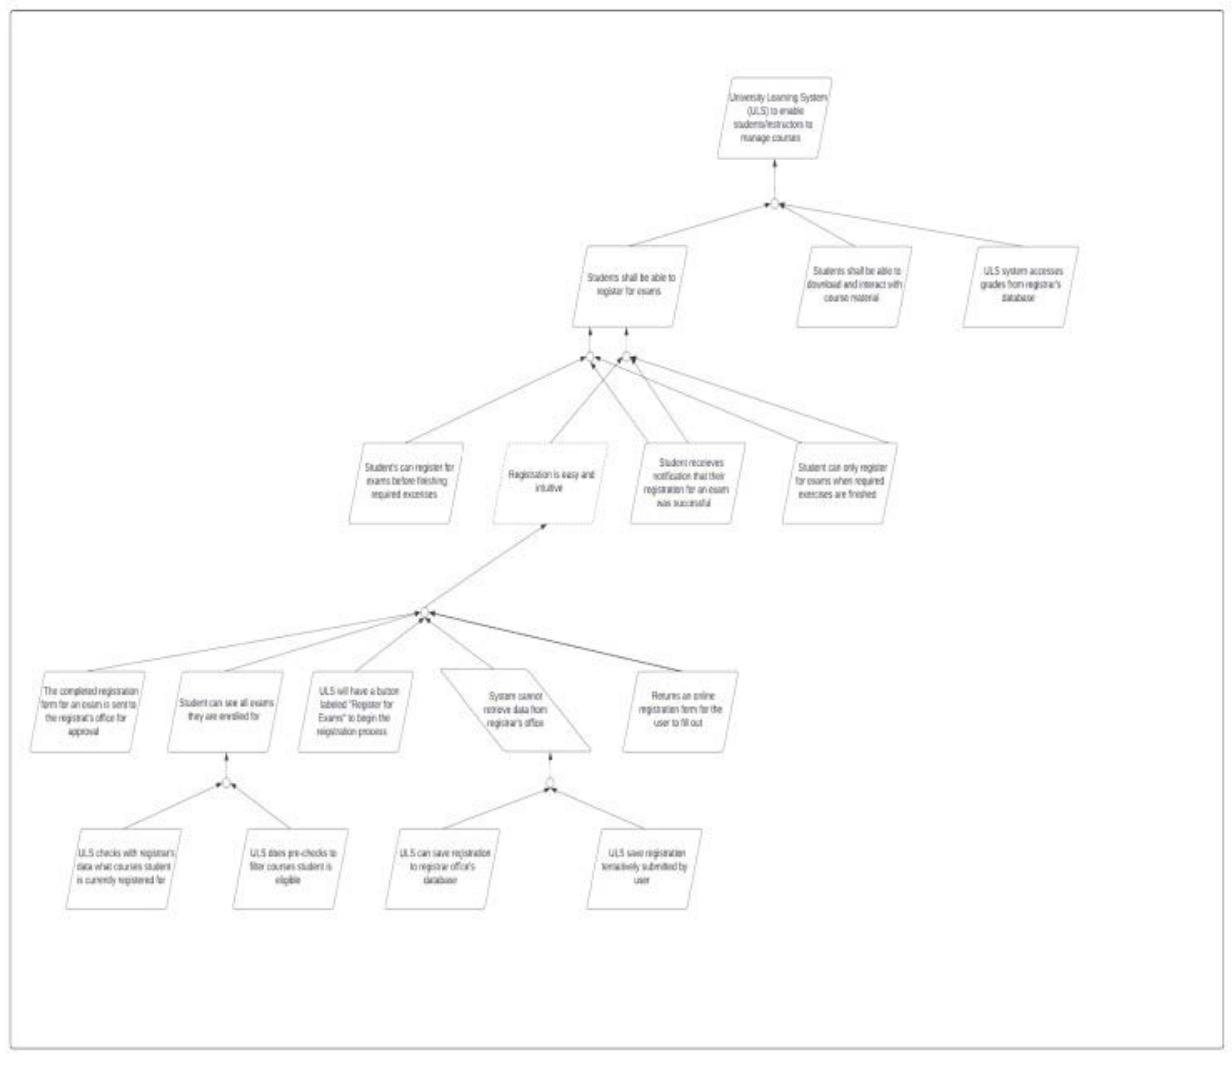 University Learning System
(ULS) to enable
students/instructors to
manage courses
Students shall be able to
register for exams
Students shall be able to
download and interact with
course material
ULS system accesses
grades from registrar's
database
Student's can register for
exams before finishing
required excersises
Registration is easy and
intuitive
Student receieves
notification that their
registration for an exam
was successful
Student can only register
for exams when required
exercises are finished
The completed registration
form for an exam is sent to
the registrat's office for
approval
Student can see all exams
they are enrolled for
ULS will have a button
labeled "Register for
Exams" to begin the
reigstration process
System cannot
retrieve data from
registrar's office
Returns an online
registration form for the
user to fill out
ULS checks with registrar's
data what courses student
is currently registered for
ULS does pre-checks to
filter courses student is
eligible
ULS can save registration
to registrar office's
database
ULS save registration
tentatively submitted by
user